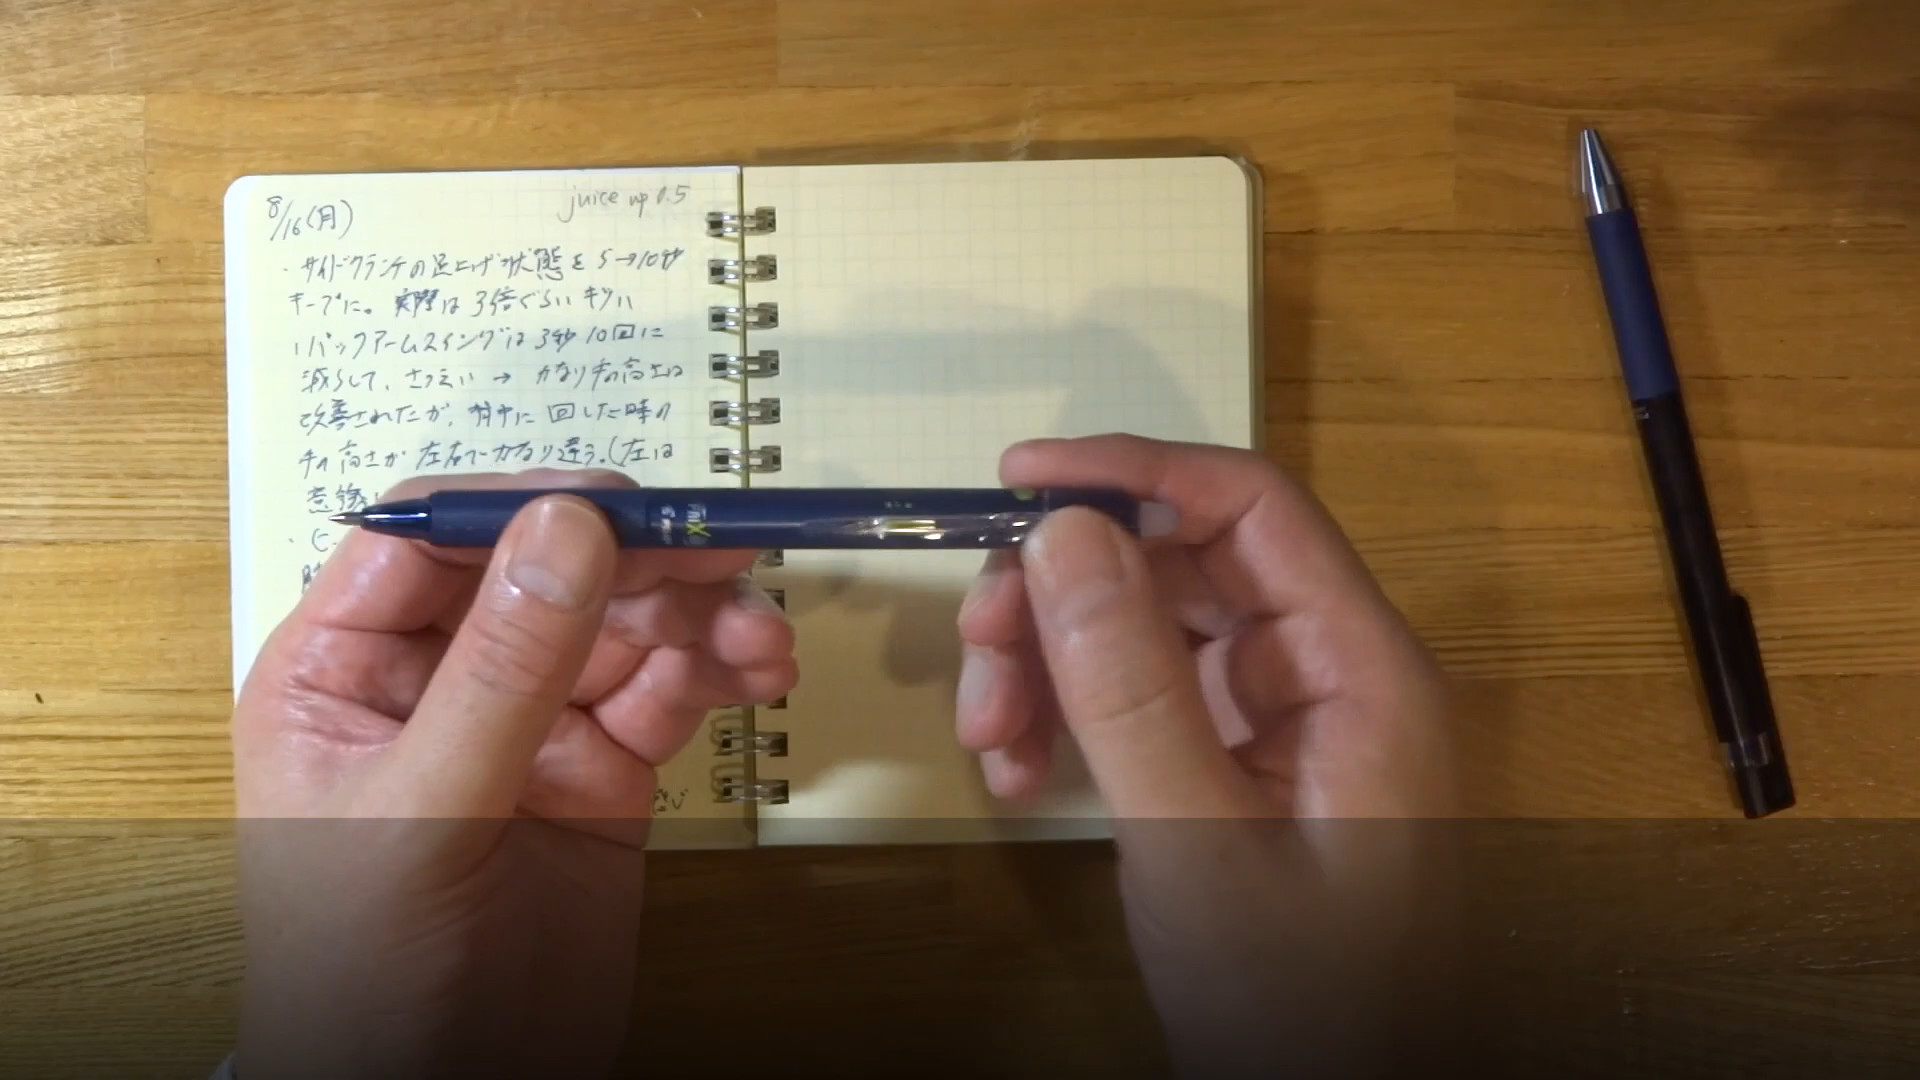 8/16(月)
juice up 0.5
・サイドクランチの足上げ状態を5→10秒
キープに。実際は3倍ぐらいキツい
・バックアームスイングは3秒10回に
減らして、さつえい → かなり手の高さは
改善されたが、背中に回した時の
手の高さが左右でかなり違う。(左は
意識